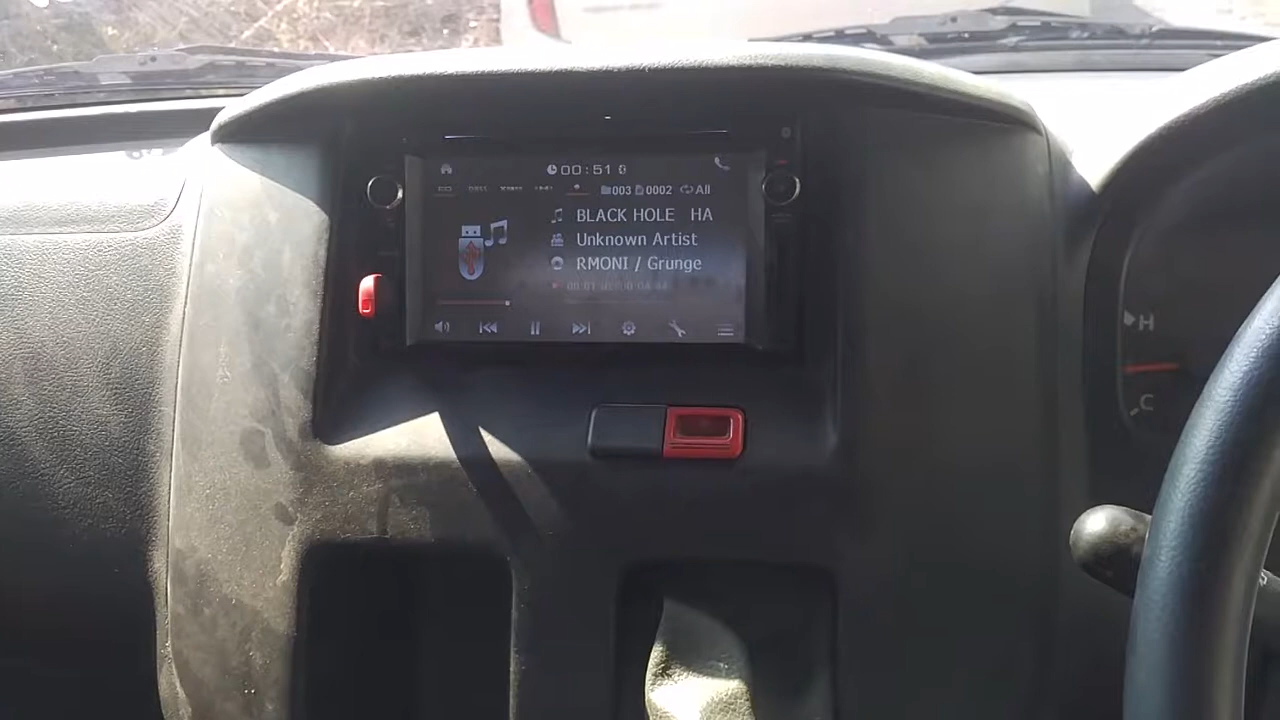 00:51
003 0002 All
BLACK HOLE HA
Unknown Artist
RMONI / Grunge
H
C